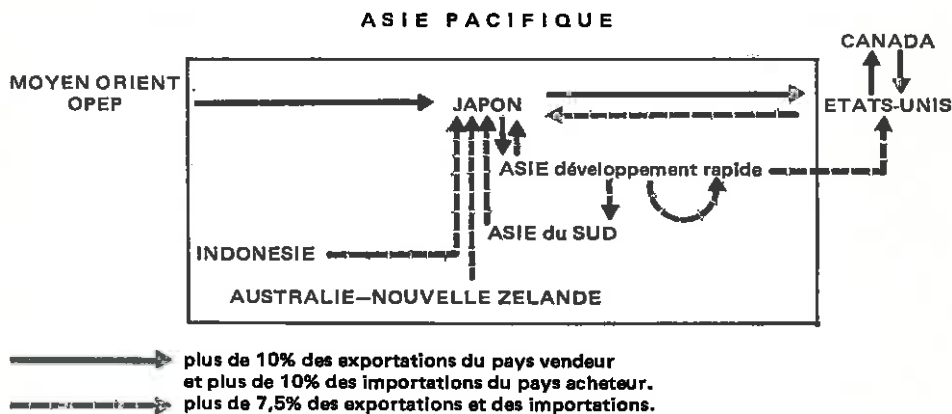 ASIE PACIFIQUE
CANADA
MOYEN ORIENT
OPEP
JAPON
ETATS-UNIS
ASIE développement rapide
ASIE du SUD
INDONESIE
AUSTRALIE—NOUVELLE ZELANDE
plus de 10% des exportations du pays vendeur
et plus de 10% des importations du pays acheteur.
plus de 7,5% des exportations et des importations.